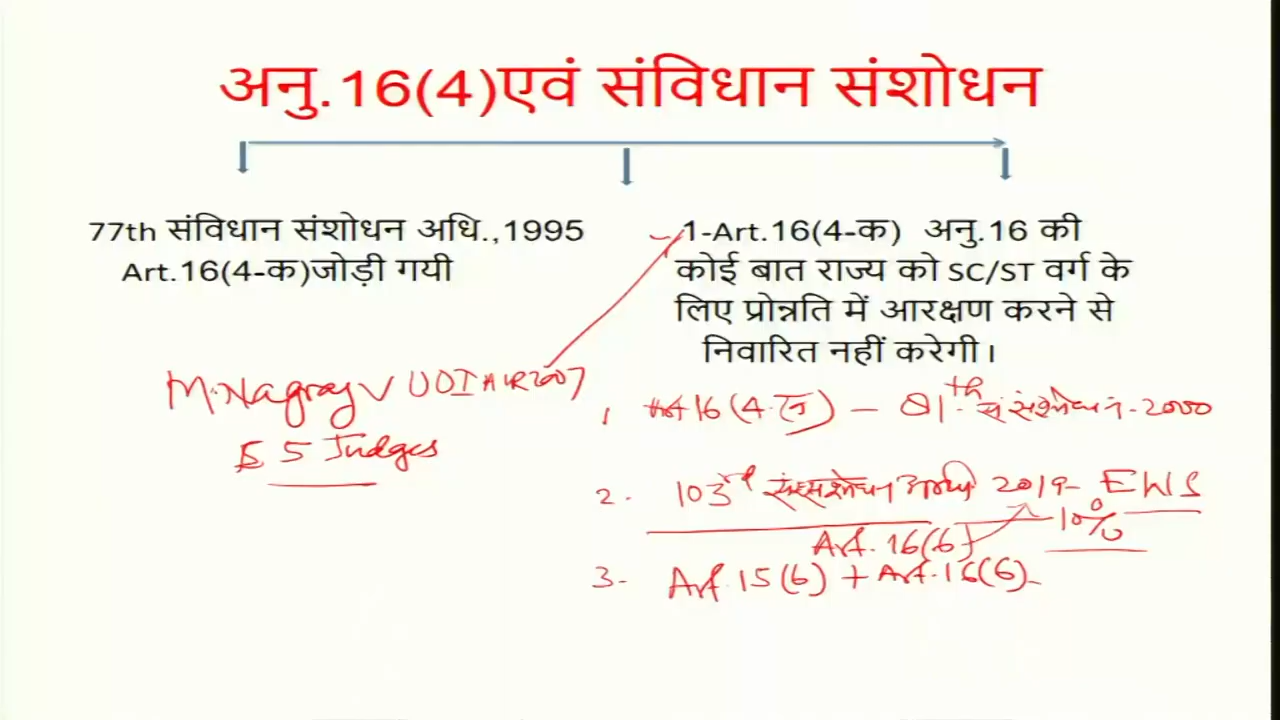 अनु.16(4)एवं संविधान संशोधन
77th संविधान संशोधन अधि.,1995
Art.16(4-क)जोड़ी गयी
1-Art.16(4-क) अनु.16 की
कोई बात राज्य को SC/ST वर्ग के
लिए प्रोन्नति में आरक्षण करने से
निवारित नहीं करेगी।
M.Nagraj V UOI AIR 2007
5 Judges
1. Art 16(4.ख) – 81th सं.संशोधन.-2000
2. 103rd सं.संशोधन अधि 2019- EWS
10%
Art. 16(6)
3- Art.15(6) + Art.16(6)-